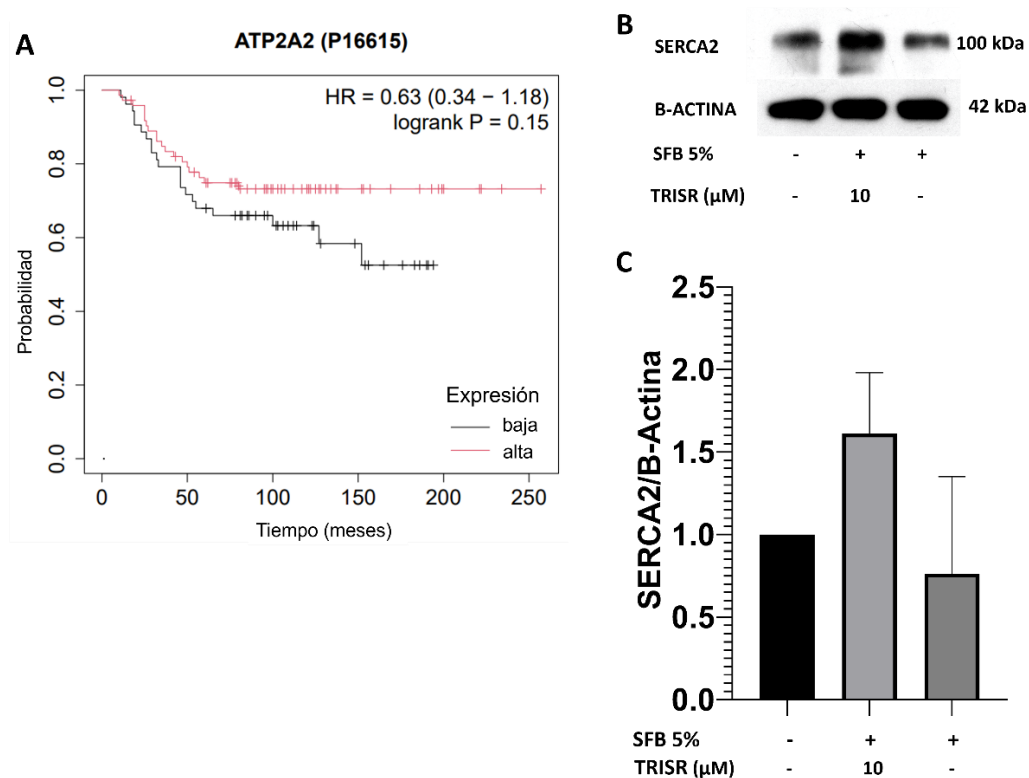 A
ATP2A2 (P16615)
HR = 0.63 (0.34 − 1.18)
logrank P = 0.15
Probabilidad
1.0
0.8
0.6
0.4
0.2
0.0
Expresión
baja
alta
0 50 100 150 200 250
Tiempo (meses)
B
SERCA2 100 kDa
B-ACTINA 42 kDa
SFB 5% - + +
TRISR (µM) - 10 -
C
SERCA2/B-Actina
2.5
2.0
1.5
1.0
0.5
0.0
SFB 5% - + +
TRISR (µM) - 10 -